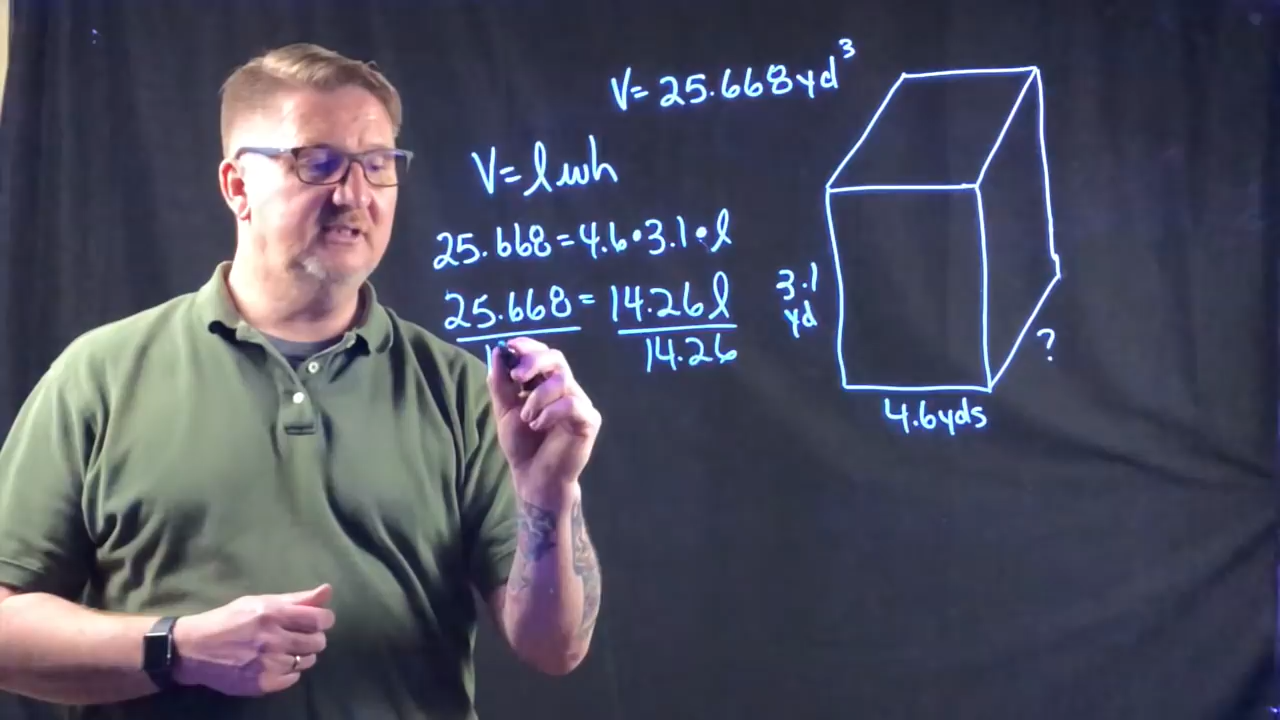 V= 25.668yd³
V= lwh
25.668=4.6•3.1•l
25.668= 14.26l
14.26
3.1
yd
?
4.6yds